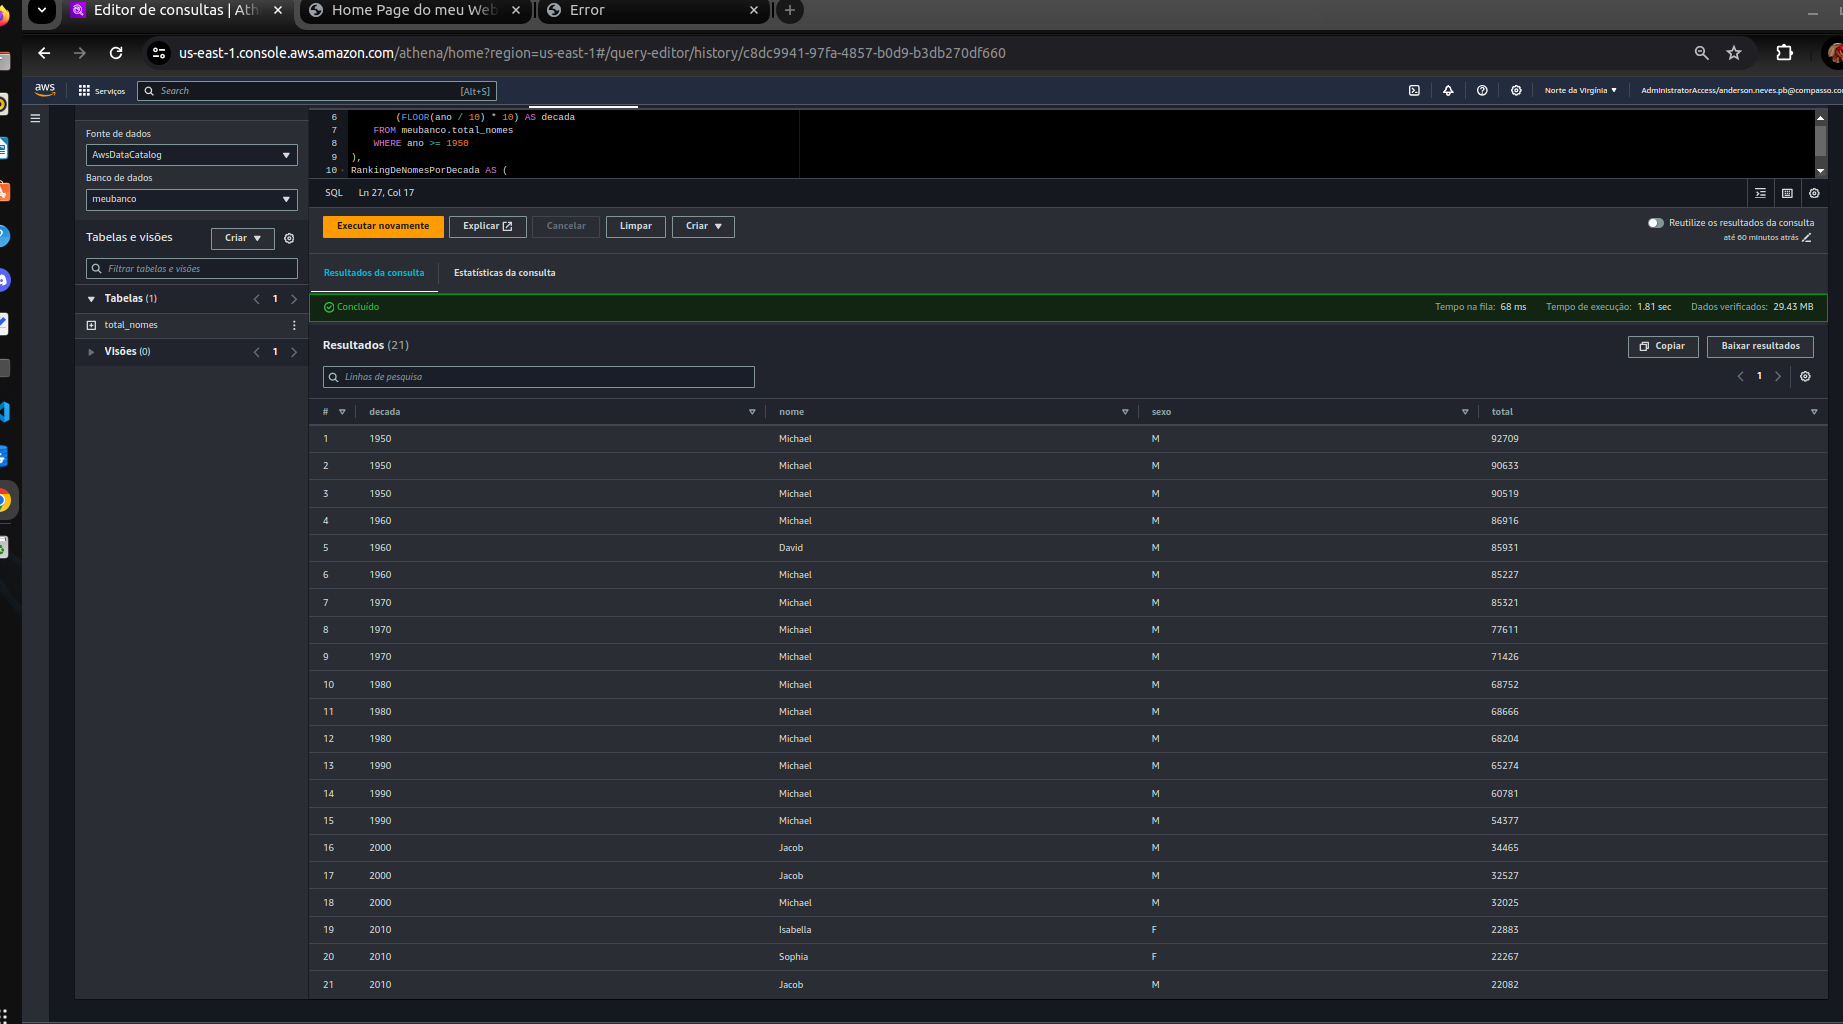 Editor de consultas | Ath
Home Page do meu Web
Error
us-east-1.console.aws.amazon.com/athena/home?region=us-east-1#/query-editor/history/c8dc9941-97fa-4857-b0d9-b3db270df660
aws Serviços Search [Alt+S] Norte da Virgínia AdministratorAccess/anderson.neves.pb@compasso.co
Fonte de dados
AwsDataCatalog
Banco de dados
meubanco
Tabelas e visões Criar
Filtrar tabelas e visões
Tabelas (1) 1
total_nomes
Visões (0) 1
6 (FLOOR(ano / 10) * 10) AS decada
7 FROM meubanco.total_nomes
8 WHERE ano >= 1950
9 ),
10 RankingDeNomesPorDecada AS (
SQL Ln 27, Col 17
Executar novamente Explicar Cancelar Limpar Criar
Reutilize os resultados da consulta
até 60 minutos atrás
Resultados da consulta Estatísticas da consulta
Concluído Tempo na fila: 68 ms Tempo de execução: 1.81 sec Dados verificados: 29.43 MB
Resultados (21) Copiar Baixar resultados
Linhas de pesquisa 1
# decada nome sexo total
1 1950 Michael M 92709
2 1950 Michael M 90633
3 1950 Michael M 90519
4 1960 Michael M 86916
5 1960 David M 85931
6 1960 Michael M 85227
7 1970 Michael M 85321
8 1970 Michael M 77611
9 1970 Michael M 71426
10 1980 Michael M 68752
11 1980 Michael M 68666
12 1980 Michael M 68204
13 1990 Michael M 65274
14 1990 Michael M 60781
15 1990 Michael M 54377
16 2000 Jacob M 34465
17 2000 Jacob M 32527
18 2000 Michael M 32025
19 2010 Isabella F 22883
20 2010 Sophia F 22267
21 2010 Jacob M 22082